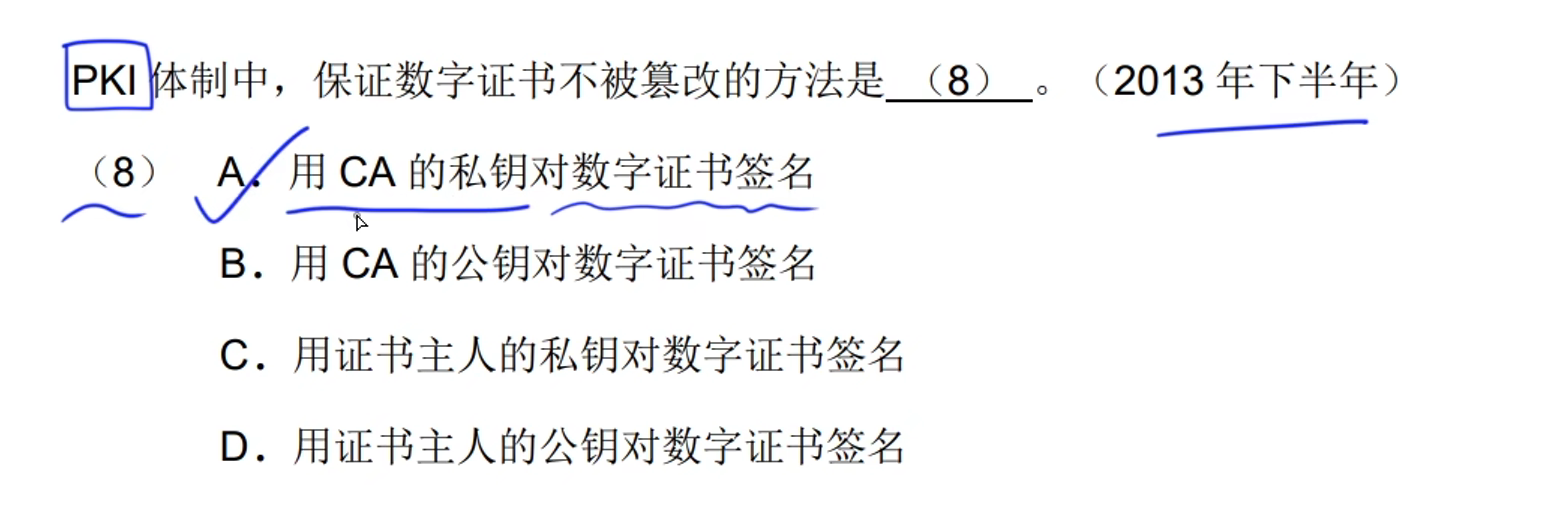 PKI 体制中，保证数字证书不被篡改的方法是 （8） 。（2013 年下半年）
（8） A．用 CA 的私钥对数字证书签名
B．用 CA 的公钥对数字证书签名
C．用证书主人的私钥对数字证书签名
D．用证书主人的公钥对数字证书签名